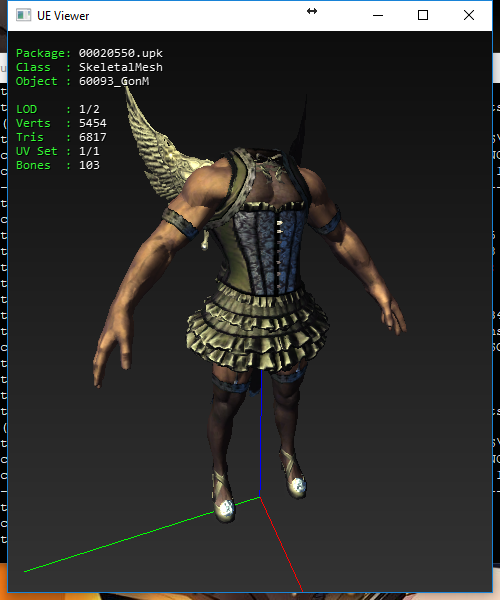 UE Viewer
Package: 00020550.upk
Class : SkeletalMesh
Object : 60093_GonM
LOD : 1/2
Verts : 5454
Tris : 6817
UV Set : 1/1
Bones : 103